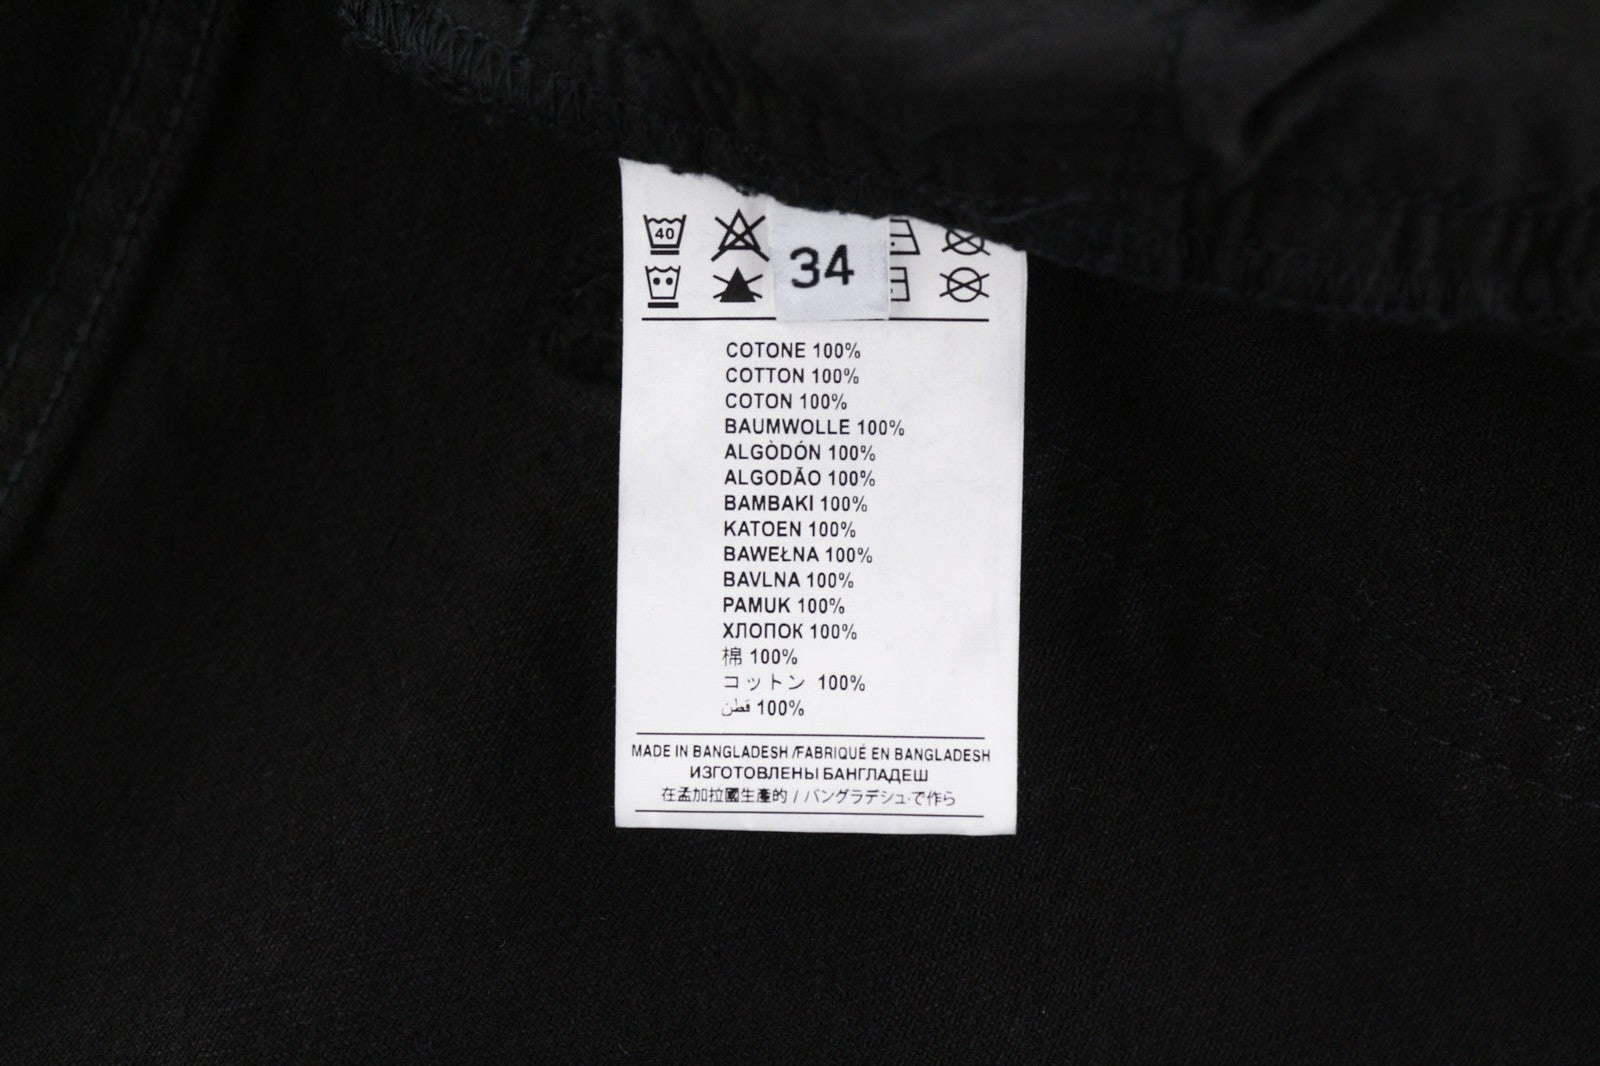 40
34
COTONE 100%
COTTON 100%
COTON 100%
BAUMWOLLE 100%
ALGÒDÓN 100%
ALGODÃO 100%
BAMBAKI 100%
KATOEN 100%
BAWEŁNA 100%
BAVLNA 100%
PAMUK 100%
ХЛОПОК 100%
棉 100%
コットン 100%
قطن 100%
MADE IN BANGLADESH /FABRIQUÉ EN BANGLADESH
ИЗГОТОВЛЕНЫ БАНГЛАДЕШ
在孟加拉國生產的 / バングラデシュ·で作ら